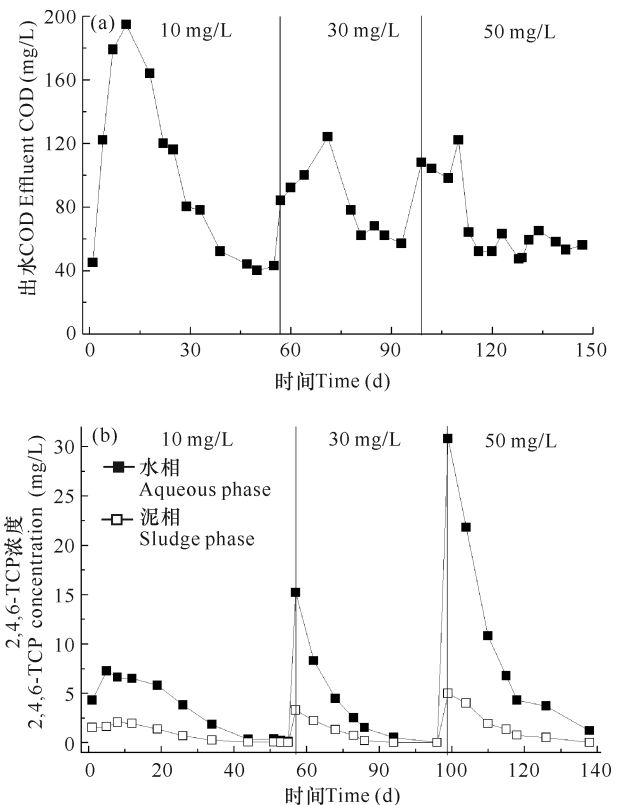 (a)
10 mg/L
30 mg/L
50 mg/L
出水COD Effluent COD (mg/L)
200
160
120
80
40
0
0
30
60
90
120
150
时间Time (d)
(b)
10 mg/L
30 mg/L
50 mg/L
水相
Aqueous phase
泥相
Sludge phase
2,4,6-TCP浓度
2,4,6-TCP concentration (mg/L)
30
25
20
15
10
5
0
0
20
40
60
80
100
120
140
时间Time (d)